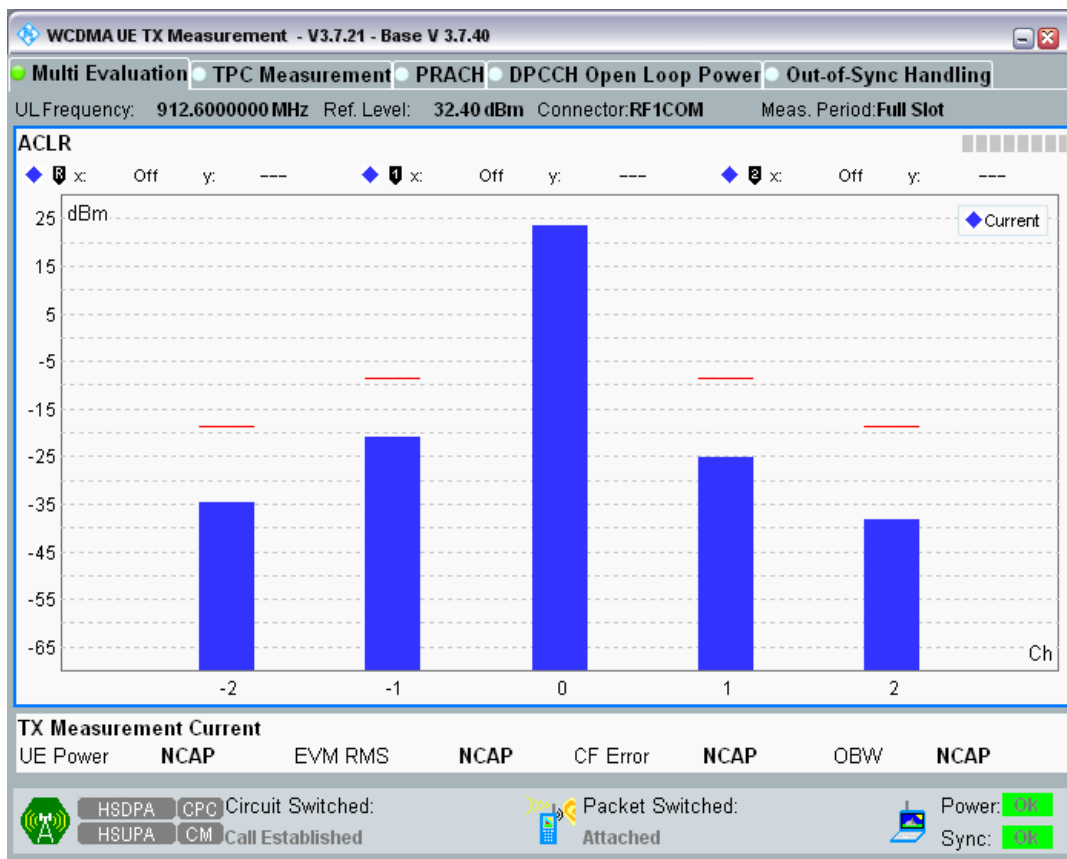 WCDMA UE TX Measurement - V3.7.21 - Base V 3.7.40
Multi Evaluation TPC Measurement PRACH DPCCH Open Loop Power Out-of-Sync Handling
UL Frequency: 912.6000000 MHz Ref. Level: 32.40 dBm Connector: RF1COM Meas. Period: Full Slot
ACLR
R x: Off y: --- 1 x: Off y: --- 2 x: Off y: ---
dBm
Current
25
15
5
-5
-15
-25
-35
-45
-55
-65
Ch
-2 -1 0 1 2
TX Measurement Current
UE Power NCAP EVM RMS NCAP CF Error NCAP OBW NCAP
HSDPA CPC Circuit Switched: Packet Switched: Power: Ok
HSUPA CM Call Established Attached Sync: Ok